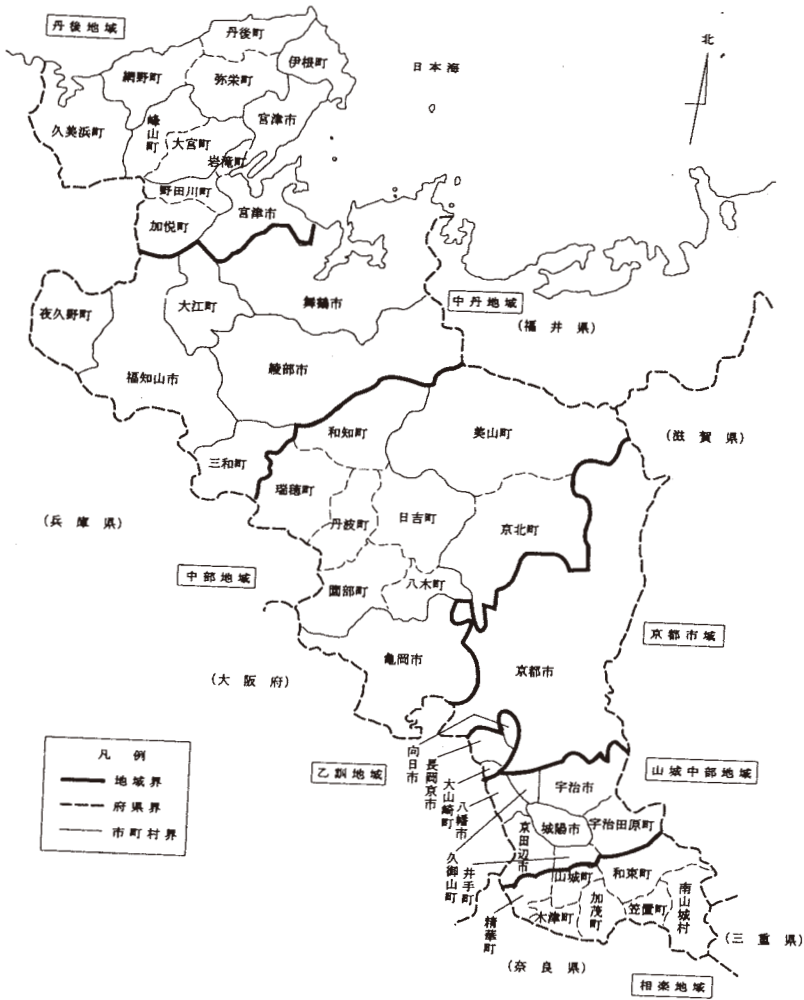 丹後地域
丹後町
伊根町
網野町
弥栄町
日本海
北
久美浜町
峰山町
大宮町
宮津市
岩滝町
野田川町
加悦町
宮津市
夜久野町
大江町
舞鶴市
中丹地域
(福井県)
綾部市
福知山市
和知町
美山町
(滋賀県)
三和町
瑞穂町
(兵庫県)
丹波町
日吉町
京北町
中部地域
園部町
八木町
京都市域
亀岡市
京都市
(大阪府)
凡例
地域界
府県界
市町村界
乙訓地域
向日市
長岡京市
大山崎町
八幡市
山城中部地域
宇治市
城陽市
宇治田原町
京田辺市
久御山町
井手町
山城町
和束町
精華町
木津町
加茂町
笠置町
南山城村
(三重県)
(奈良県)
相楽地域